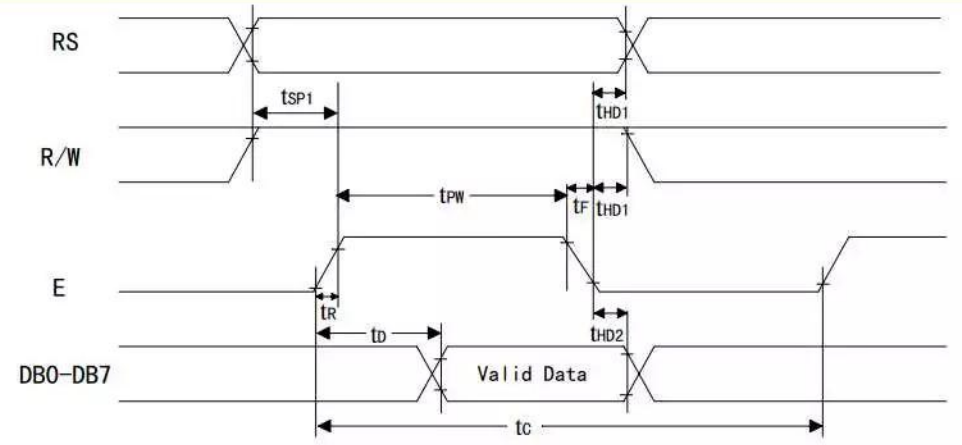 RS
tSP1
tHD1
R/W
tPW
tF
tHD1
E
tR
tD
tHD2
DB0-DB7
Valid Data
tC